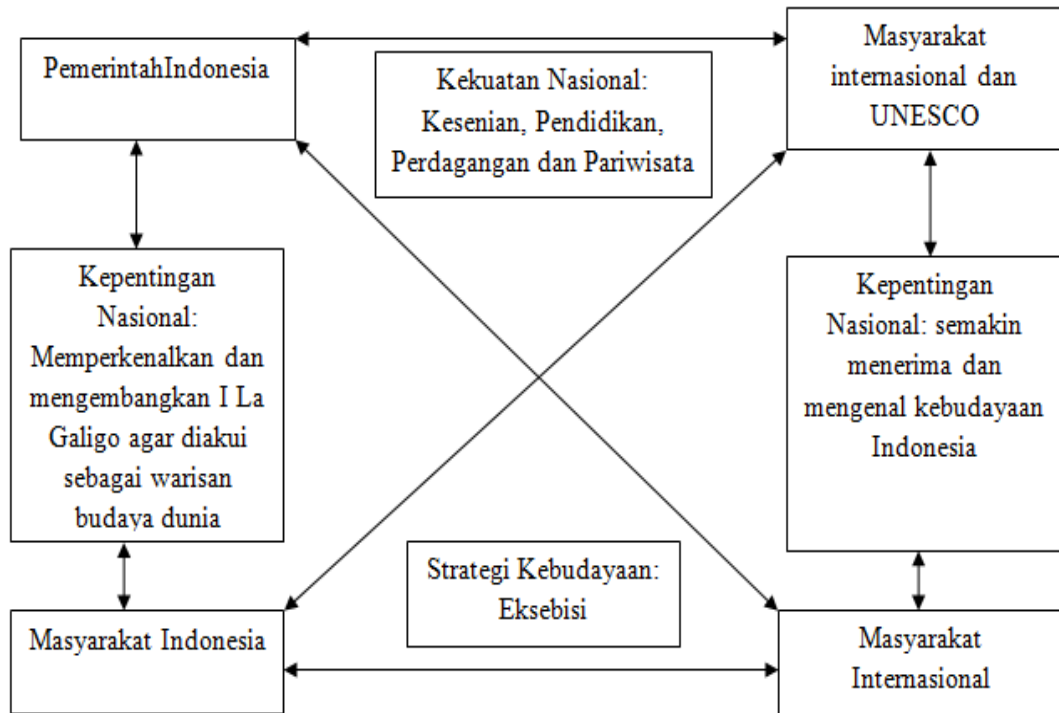 PemerintahIndonesia
Kekuatan Nasional:
Kesenian, Pendidikan,
Perdagangan dan Pariwisata
Masyarakat
internasional dan
UNESCO
Kepentingan
Nasional:
Memperkenalkan dan
mengembangkan I La
Galigo agar diakui
sebagai warisan
budaya dunia
Kepentingan
Nasional: semakin
menerima dan
mengenal kebudayaan
Indonesia
Masyarakat Indonesia
Strategi Kebudayaan:
Eksebisi
Masyarakat
Internasional